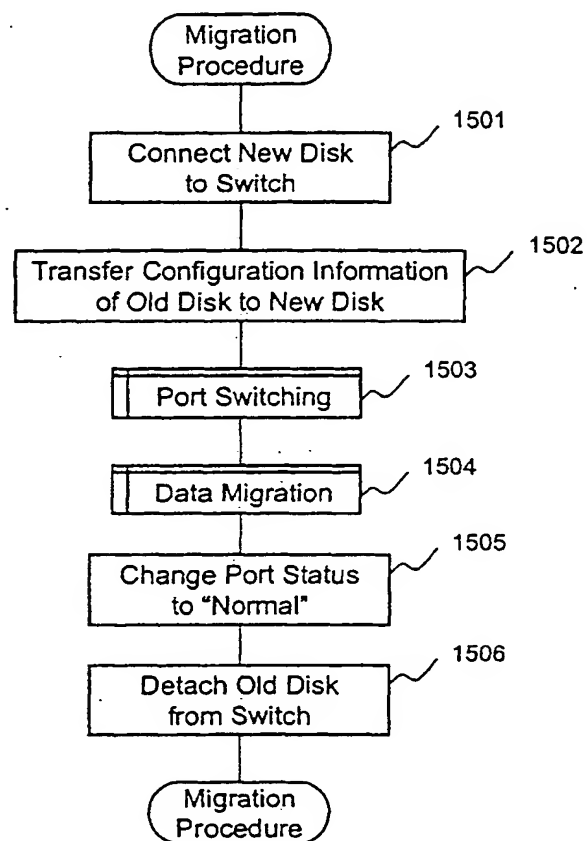 Migration
Procedure
1501
Connect New Disk
to Switch
1502
Transfer Configuration Information
of Old Disk to New Disk
1503
Port Switching
1504
Data Migration
1505
Change Port Status
to "Normal"
1506
Detach Old Disk
from Switch
Migration
Procedure